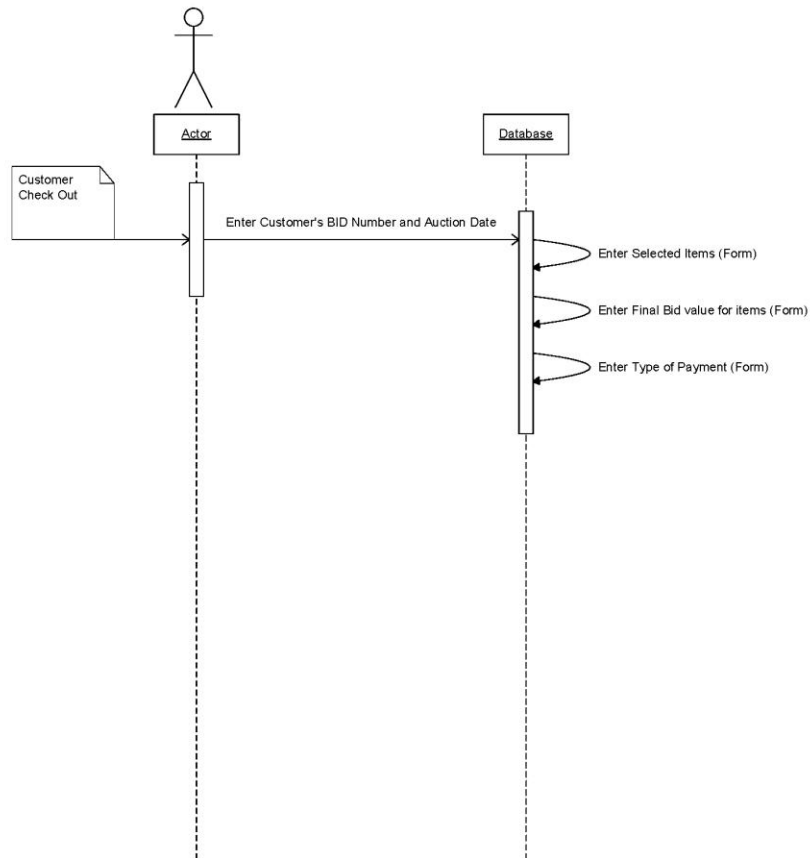 Actor
Database
Customer
Check Out
Enter Customer's BID Number and Auction Date
Enter Selected Items (Form)
Enter Final Bid value for items (Form)
Enter Type of Payment (Form)